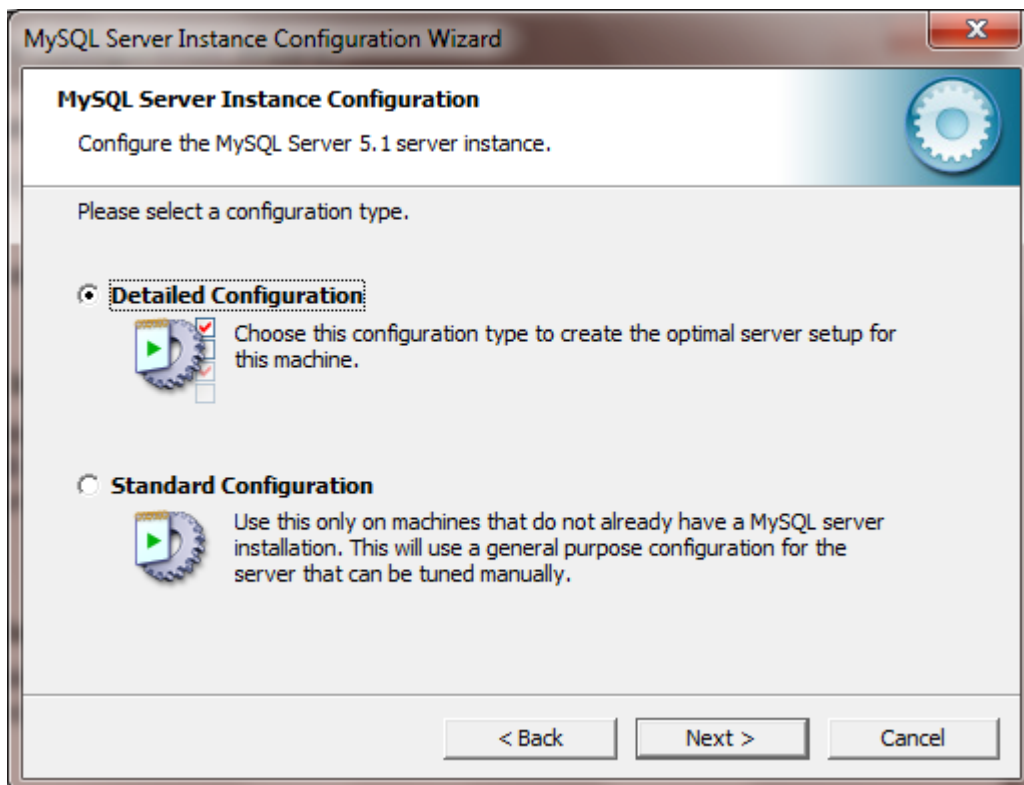 MySQL Server Instance Configuration Wizard
MySQL Server Instance Configuration
Configure the MySQL Server 5.1 server instance.
Please select a configuration type.
Detailed Configuration
Choose this configuration type to create the optimal server setup for
this machine.
Standard Configuration
Use this only on machines that do not already have a MySQL server
installation. This will use a general purpose configuration for the
server that can be tuned manually.
< Back
Next >
Cancel